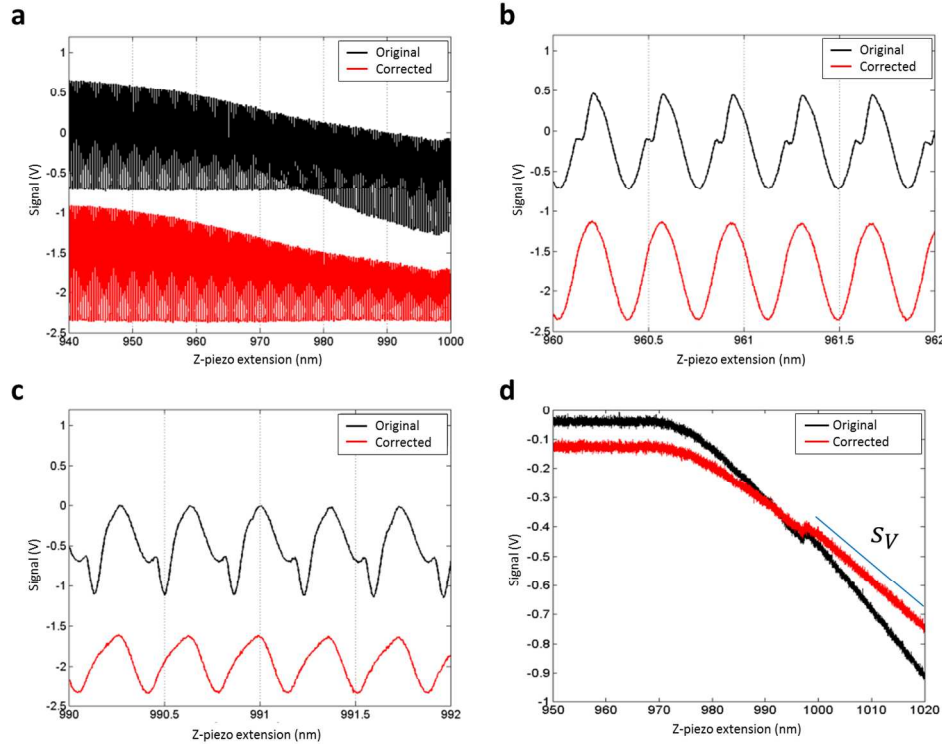 a
Original
Corrected
1
0.5
0
-0.5
-1
-1.5
-2
-2.5
Signal (V)
940 950 960 970 980 990 1000
Z-piezo extension (nm)
b
Original
Corrected
1
0.5
0
-0.5
-1
-1.5
-2
-2.5
Signal (V)
960 960.5 961 961.5 962
Z-piezo extension (nm)
c
Original
Corrected
1
0.5
0
-0.5
-1
-1.5
-2
-2.5
Signal (V)
990 990.5 991 991.5 992
Z-piezo extension (nm)
d
Original
Corrected
0
-0.1
-0.2
-0.3
-0.4
-0.5
-0.6
-0.7
-0.8
-0.9
-1
Signal (V)
S_V
950 960 970 980 990 1000 1010 1020
Z-piezo extension (nm)